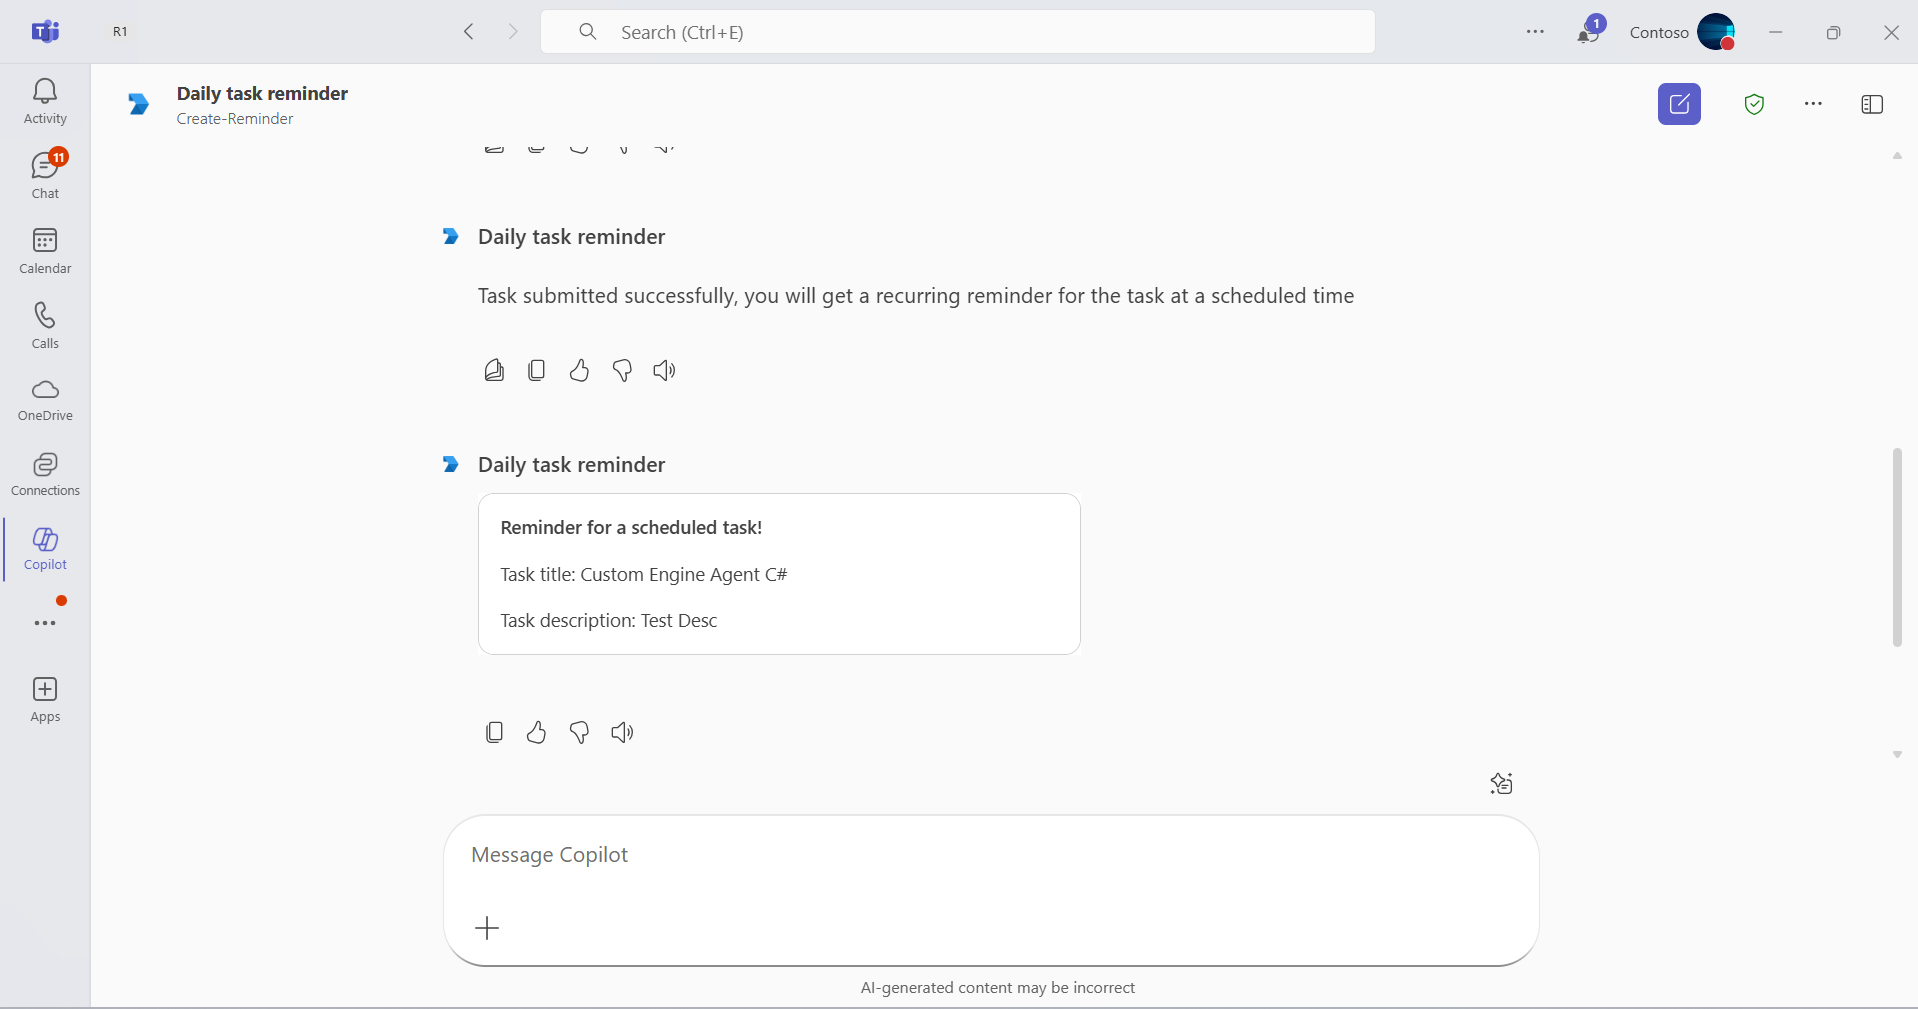 R1
Search (Ctrl+E)
1
Contoso
Daily task reminder
Create-Reminder
Activity
11
Chat
Calendar
Calls
OneDrive
Connections
Copilot
Apps
Daily task reminder
Task submitted successfully, you will get a recurring reminder for the task at a scheduled time
Daily task reminder
Reminder for a scheduled task!
Task title: Custom Engine Agent C#
Task description: Test Desc
Message Copilot
AI-generated content may be incorrect